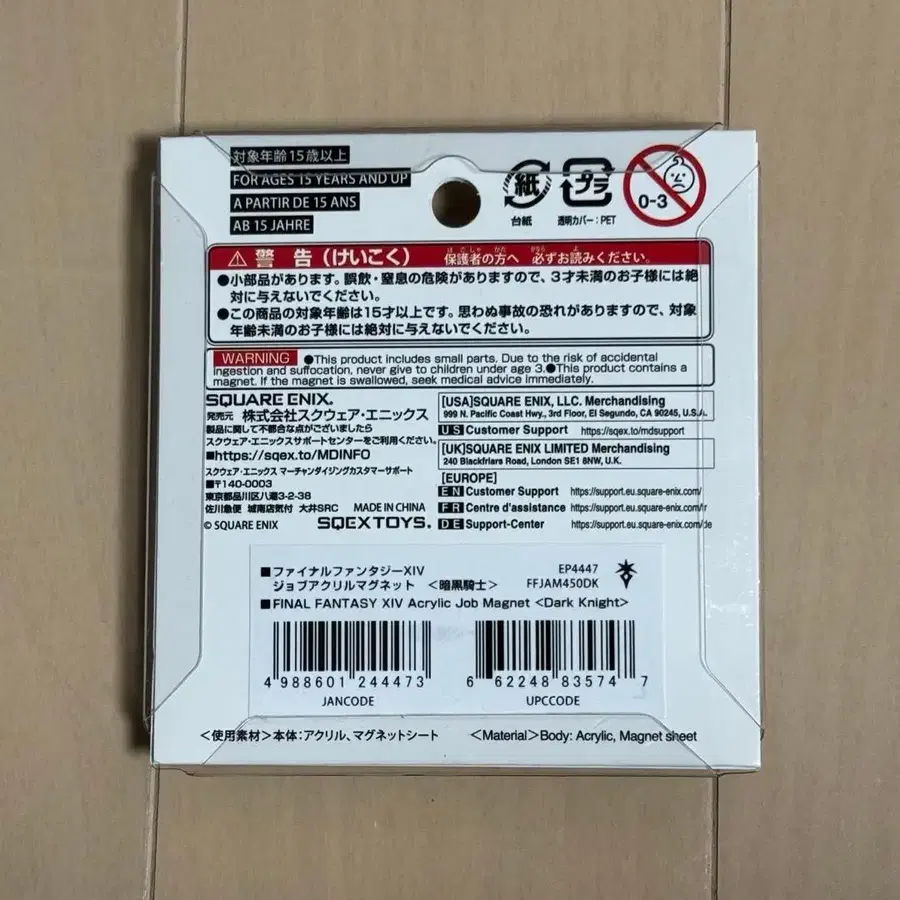 対象年齢15歳以上
FOR AGES 15 YEARS AND UP
A PARTIR DE 15 ANS
AB 15 JAHRE
紙
台紙
プラ
透明カバー:PET
0-3
警告(けいこく) 保護者の方へ 必ずお読みください。
●小部品があります。誤飲・窒息の危険がありますので、3才未満のお子様には絶
対に与えないでください。
●この商品の対象年齢は15才以上です。思わぬ事故の恐れがありますので、対象
年齢未満のお子様には絶対に与えないでください。
WARNING ●This product includes small parts. Due to the risk of accidental
ingestion and suffocation, never give to children under age 3.●This product contains a
magnet. If the magnet is swallowed, seek medical advice immediately.
SQUARE ENIX.
発売元 株式会社スクウェア・エニックス
製品に関して不都合な点がございましたら
スクウェア・エニックスサポートセンターをご利用ください。
■https://sqex.to/MDINFO
スクウェア・エニックス マーチャンダイジングカスタマーサポート
■〒140-0003
東京都品川区八潮3-2-38
佐川急便 城南店気付 大井SRC MADE IN CHINA
© SQUARE ENIX SQEXTOYS.
[USA]SQUARE ENIX, LLC. Merchandising
999 N. Pacific Coast Hwy., 3rd Floor, El Segundo, CA 90245, U.S.A.
US Customer Support https://sqex.to/mdsupport
[UK]SQUARE ENIX LIMITED Merchandising
240 Blackfriars Road, London SE1 8NW, U.K.
[EUROPE]
EN Customer Support https://support.eu.square-enix.com/
FR Centre d'assistance https://support.eu.square-enix.com/fr
DE Support-Center https://support.eu.square-enix.com/de
■ファイナルファンタジーXIV
ジョブアクリルマグネット <暗黒騎士>
EP4447
FFJAM450DK
■FINAL FANTASY XIV Acrylic Job Magnet <Dark Knight>
4 988601 244473
JANCODE
6 62248 83574 7
UPCCODE
<使用素材>本体:アクリル、マグネットシート <Material>Body: Acrylic, Magnet sheet